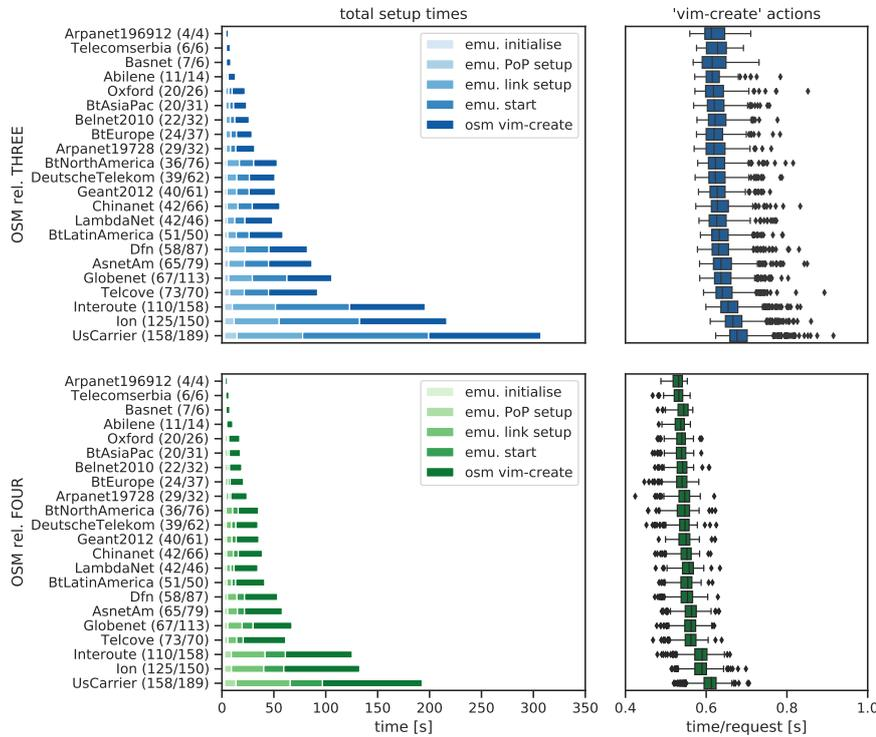 total setup times
'vim-create' actions
OSM rel. THREE
Arpanet196912 (4/4)
Telecomserbia (6/6)
Basnet (7/6)
Abilene (11/14)
Oxford (20/26)
BtAsiaPac (20/31)
Belnet2010 (22/32)
BtEurope (24/37)
Arpanet19728 (29/32)
BtNorthAmerica (36/76)
DeutscheTelekom (39/62)
Geant2012 (40/61)
Chinanet (42/66)
LambdaNet (42/46)
BtLatinAmerica (51/50)
Dfn (58/87)
AsnetAm (65/79)
Globenet (67/113)
Telcove (73/70)
Interoute (110/158)
Ion (125/150)
UsCarrier (158/189)
emu. initialise
emu. PoP setup
emu. link setup
emu. start
osm vim-create
OSM rel. FOUR
Arpanet196912 (4/4)
Telecomserbia (6/6)
Basnet (7/6)
Abilene (11/14)
Oxford (20/26)
BtAsiaPac (20/31)
Belnet2010 (22/32)
BtEurope (24/37)
Arpanet19728 (29/32)
BtNorthAmerica (36/76)
DeutscheTelekom (39/62)
Geant2012 (40/61)
Chinanet (42/66)
LambdaNet (42/46)
BtLatinAmerica (51/50)
Dfn (58/87)
AsnetAm (65/79)
Globenet (67/113)
Telcove (73/70)
Interoute (110/158)
Ion (125/150)
UsCarrier (158/189)
emu. initialise
emu. PoP setup
emu. link setup
emu. start
osm vim-create
0 50 100 150 200 250 300 350
time [s]
0.4 0.6 0.8 1.0
time/request [s]